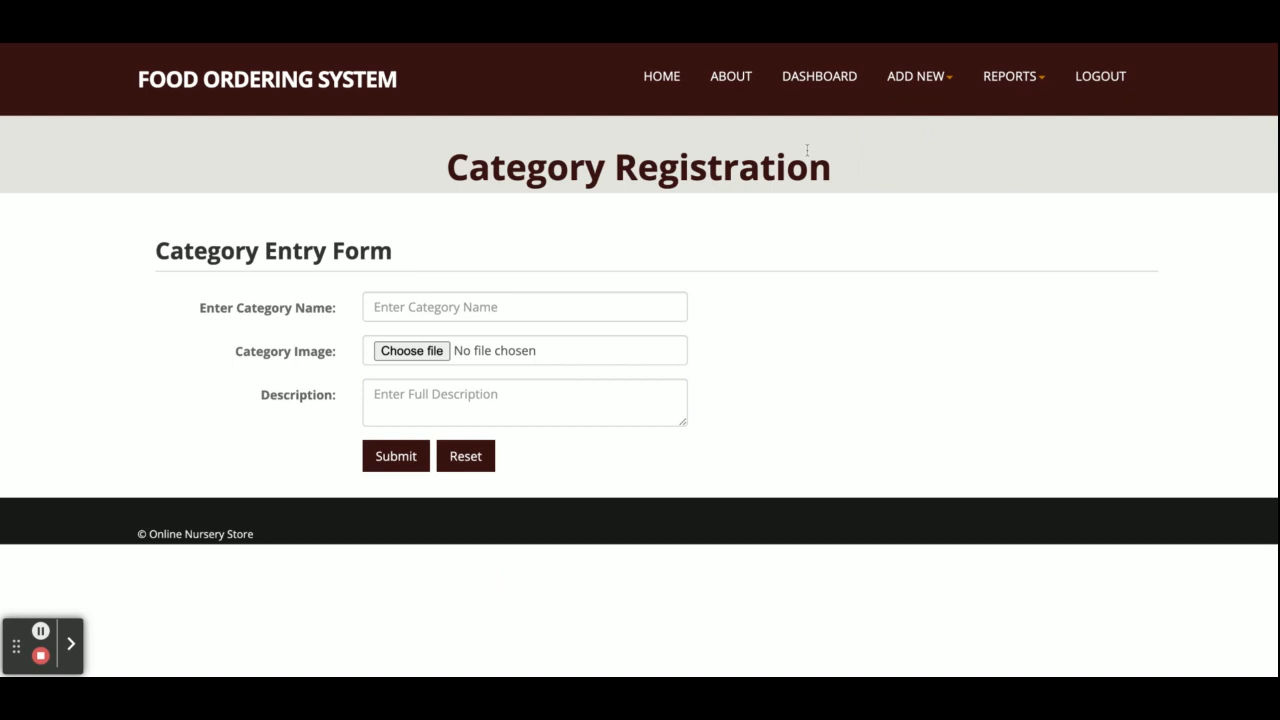 FOOD ORDERING SYSTEM
HOME ABOUT DASHBOARD ADD NEW REPORTS LOGOUT
Category Registration
Category Entry Form
Enter Category Name: Enter Category Name
Category Image: Choose file No file chosen
Description: Enter Full Description
Submit Reset
© Online Nursery Store